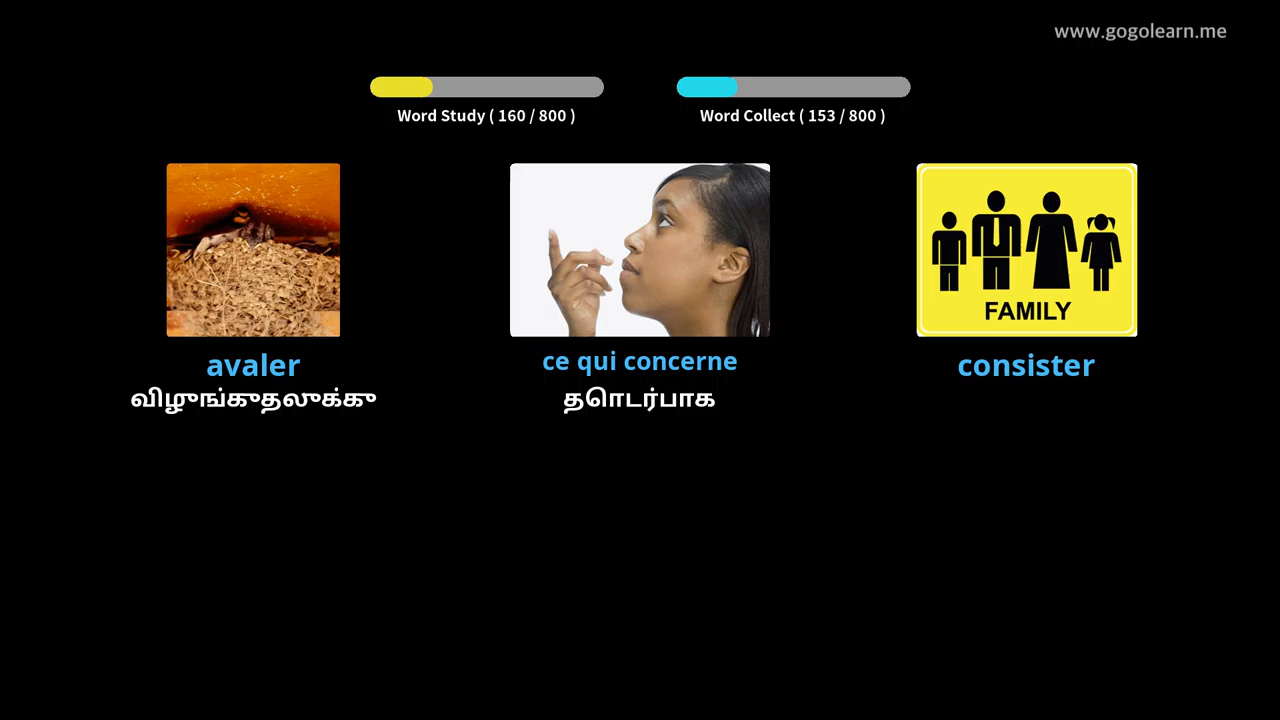 www.gogolearn.me
Word Study ( 160 / 800 )
Word Collect ( 153 / 800 )
FAMILY
avaler
ce qui concerne
consister
விழுங்குதலுக்கு
தொடர்பாக